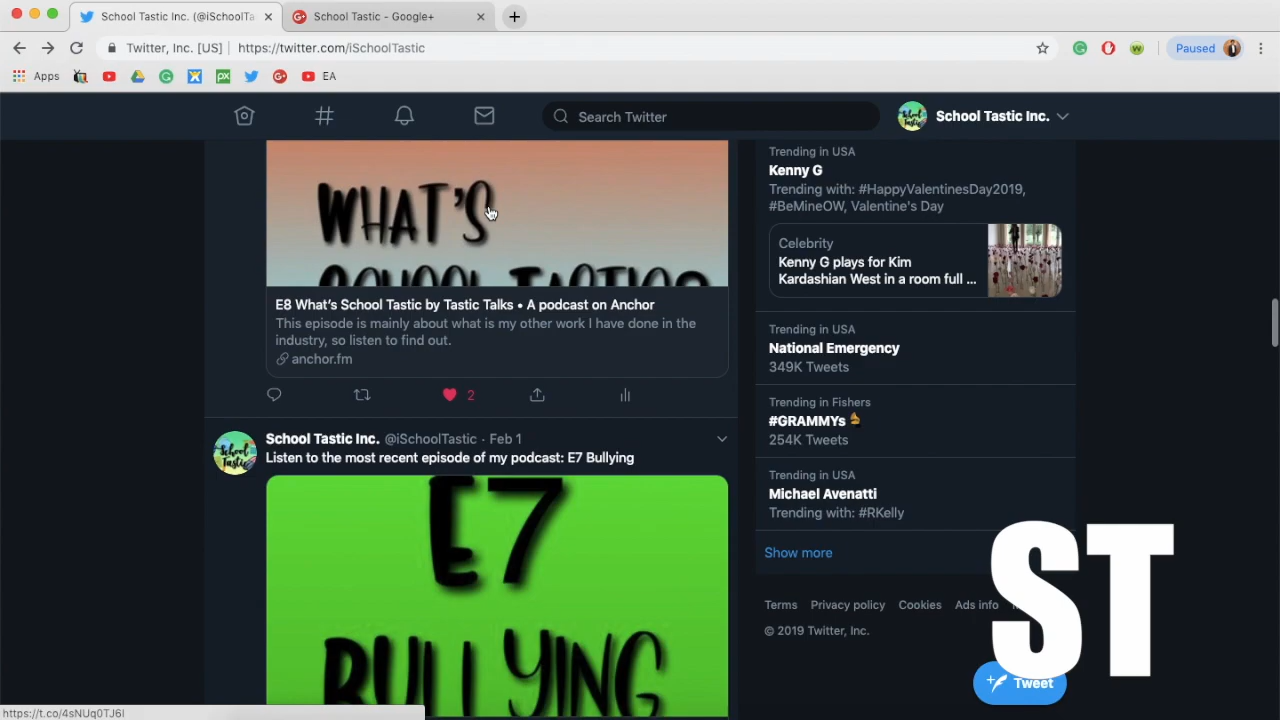 School Tastic Inc. (@iSchoolTa
School Tastic - Google+
Twitter, Inc. [US]
https://twitter.com/iSchoolTastic
Paused
Apps
EA
Search Twitter
School Tastic Inc.
WHAT'S
SCHOOL TASTIC?
E8 What's School Tastic by Tastic Talks • A podcast on Anchor
This episode is mainly about what is my other work I have done in the
industry, so listen to find out.
anchor.fm
2
School Tastic Inc. @iSchoolTastic · Feb 1
Listen to the most recent episode of my podcast: E7 Bullying
E7
BULLYING
Trending in USA
Kenny G
Trending with: #HappyValentinesDay2019,
#BeMineOW, Valentine's Day
Celebrity
Kenny G plays for Kim
Kardashian West in a room full ...
Trending in USA
National Emergency
349K Tweets
Trending in Fishers
#GRAMMYs
254K Tweets
Trending in USA
Michael Avenatti
Trending with: #RKelly
Show more
Terms Privacy policy Cookies Ads info
© 2019 Twitter, Inc.
Tweet
ST
https://t.co/4sNUq0TJ6I